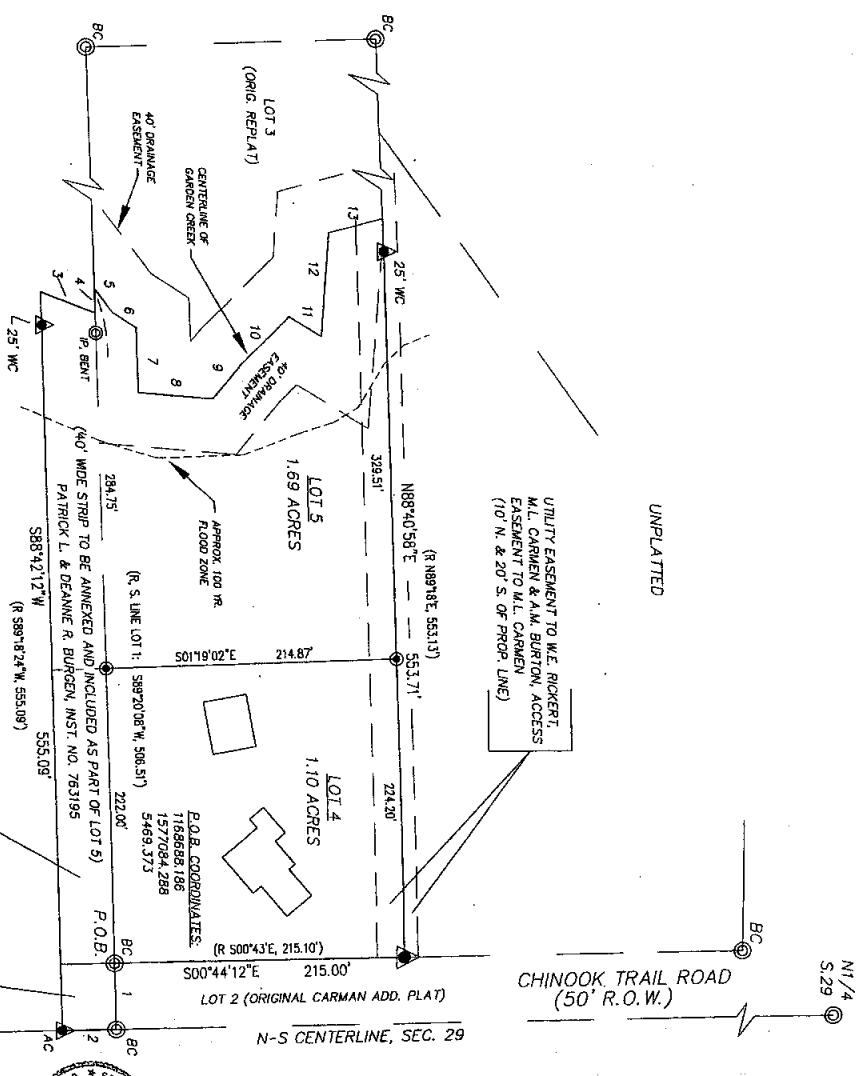 N1/4
S.29
BC
BC
BC
LOT 3
(ORIG. REPLAT)
40' DRAINAGE
EASEMENT
CENTERLINE OF
GARDEN CREEK
13
12
11
10
9
8
7
6
5
4
3
25' WC
40' DRAINAGE
EASEMENT
IP. BENT
25' WC
UNPLATTED
UTILITY EASEMENT TO W.E. RICKERT,
M.L. CARMEN & A.M. BURTON, ACCESS
EASEMENT TO M.L. CARMEN
(10' N. & 20' S. OF PROP. LINE)
(R N89°18'E, 553.13')
N88°40'58"E
553.71'
329.51'
224.20'
LOT 5
1.69 ACRES
APPROX. 100 YR.
FLOOD ZONE
S01°19'02"E 214.87'
LOT 4
1.10 ACRES
P.O.B. COORDINATES:
1168688.186
1577084.288
5469.373
(R. S. LINE LOT 1: S89°20'08"W, 506.51')
284.75'
222.00'
(40' WIDE STRIP TO BE ANNEXED AND INCLUDED AS PART OF LOT 5)
PATRICK L. & DEANNE R. BURGEN, INST. NO. 763195
S88°42'12"W
555.09'
(R S89°18'24"W, 555.09')
P.O.B.
BC
(R S00°43'E, 215.10')
S00°44'12"E 215.00'
LOT 2 (ORIGINAL CARMAN ADD. PLAT)
CHINOOK TRAIL ROAD
(50' R.O.W.)
N-S CENTERLINE, SEC. 29
1
BC
2
AC